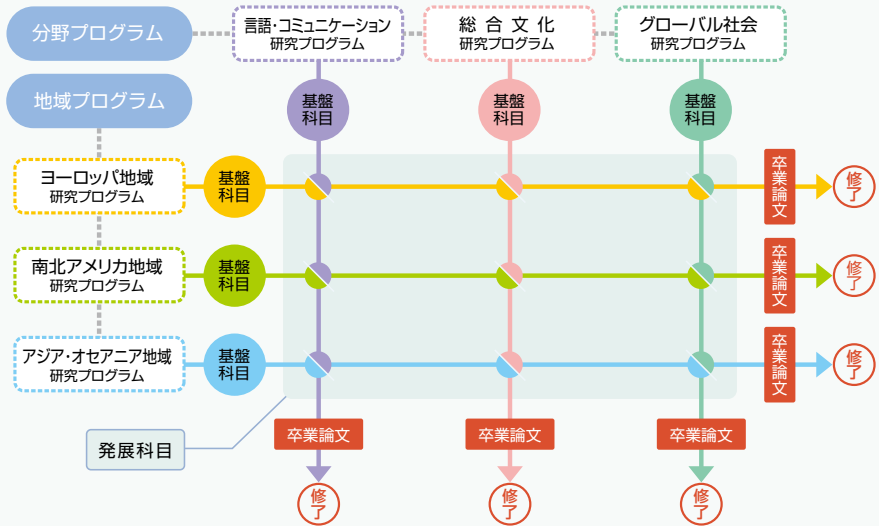 分野プログラム
言語・コミュニケーション
研究プログラム
総合文化
研究プログラム
グローバル社会
研究プログラム
地域プログラム
基盤
科目
基盤
科目
基盤
科目
ヨーロッパ地域
研究プログラム
基盤
科目
卒業論文
修了
南北アメリカ地域
研究プログラム
基盤
科目
卒業論文
修了
アジア・オセアニア地域
研究プログラム
基盤
科目
卒業論文
修了
発展科目
卒業論文
卒業論文
卒業論文
修了
修了
修了